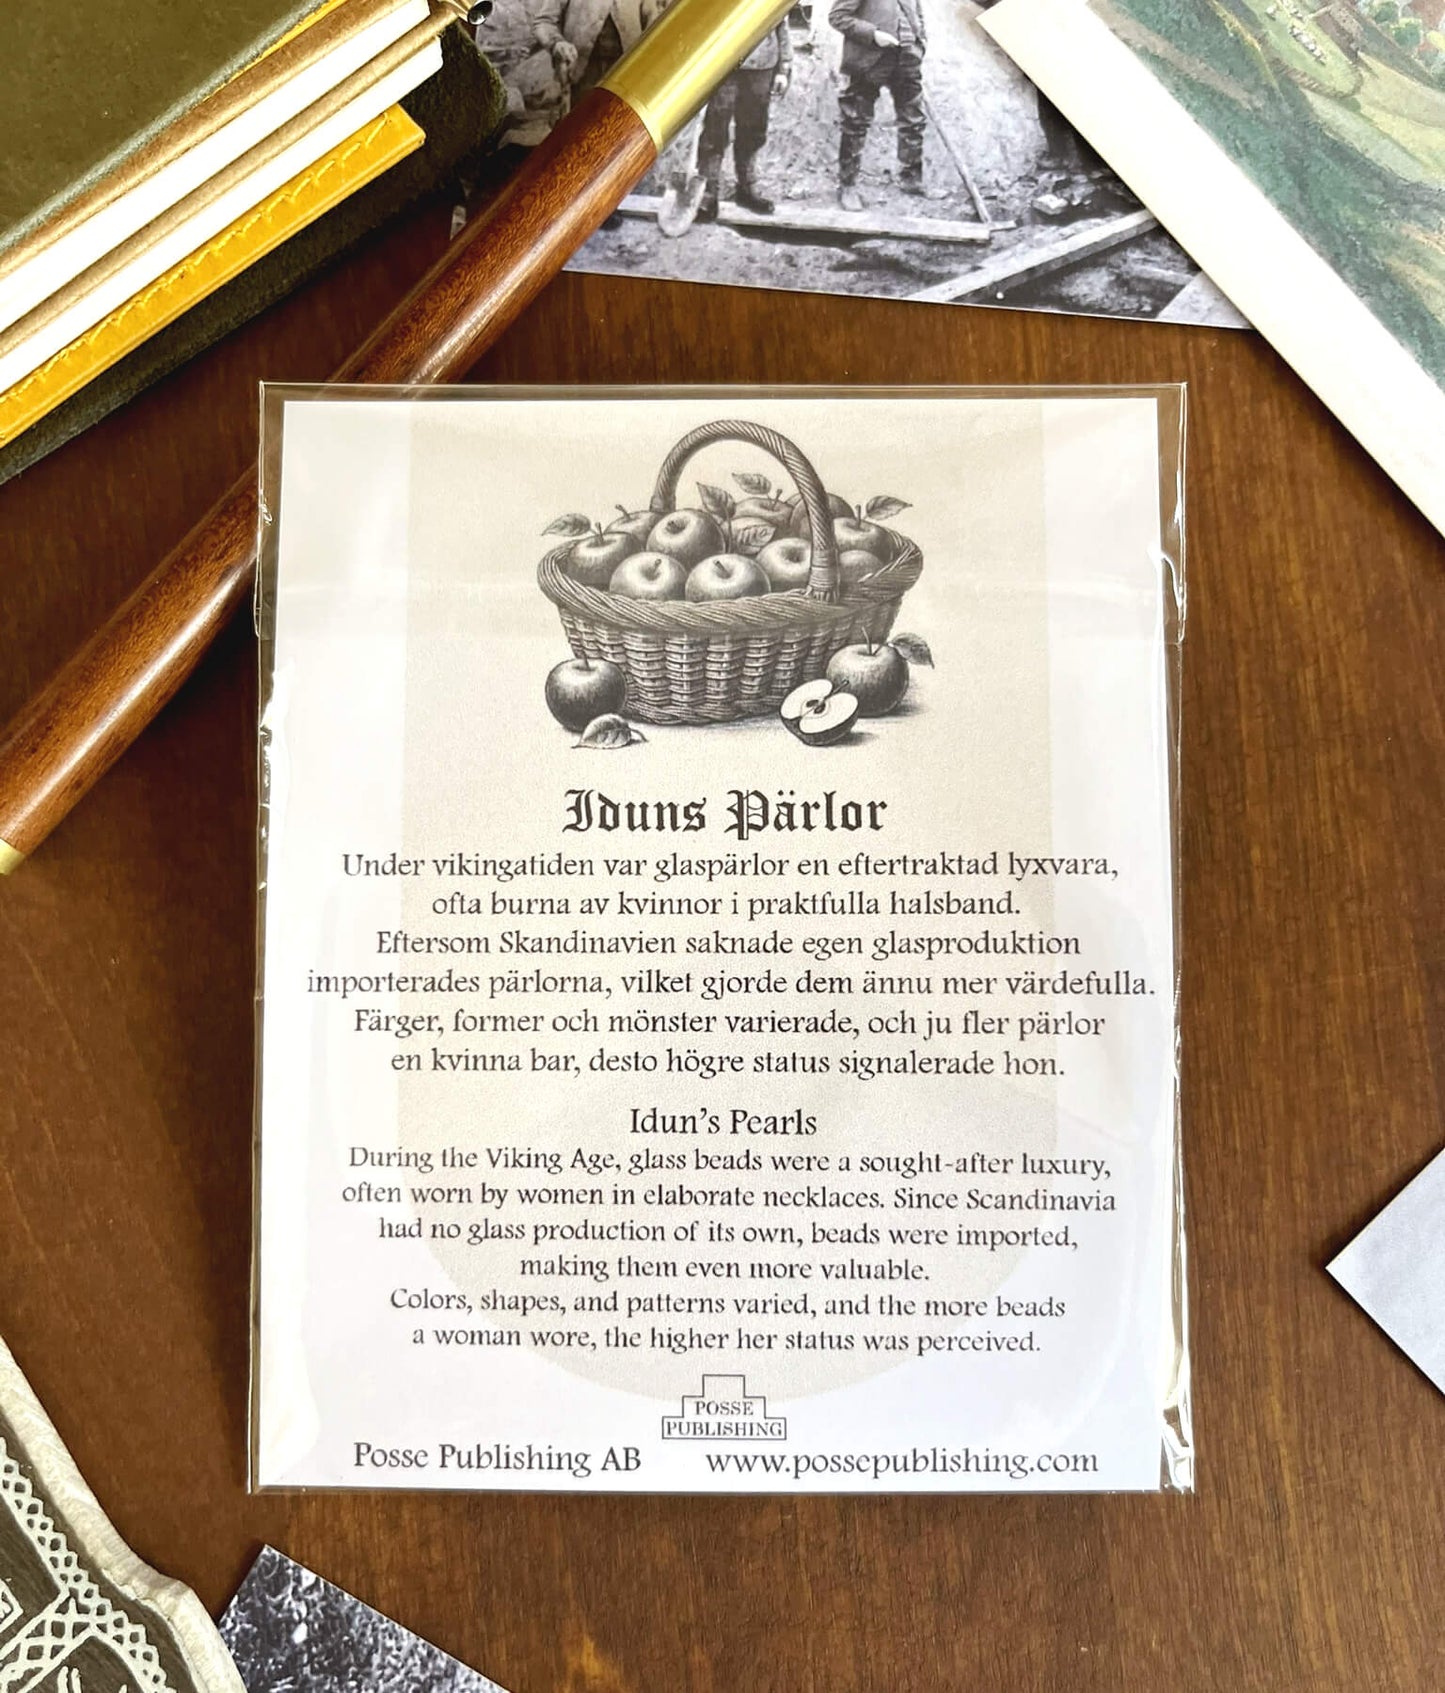 Iduns Pärlor
Under vikingatiden var glaspärlor en eftertraktad lyxvara,
ofta burna av kvinnor i praktfulla halsband.
Eftersom Skandinavien saknade egen glasproduktion
importerades pärlorna, vilket gjorde dem ännu mer värdefulla.
Färger, former och mönster varierade, och ju fler pärlor
en kvinna bar, desto högre status signalerade hon.
Idun’s Pearls
During the Viking Age, glass beads were a sought-after luxury,
often worn by women in elaborate necklaces. Since Scandinavia
had no glass production of its own, beads were imported,
making them even more valuable.
Colors, shapes, and patterns varied, and the more beads
a woman wore, the higher her status was perceived.
POSSE
PUBLISHING
Posse Publishing AB www.possepublishing.com